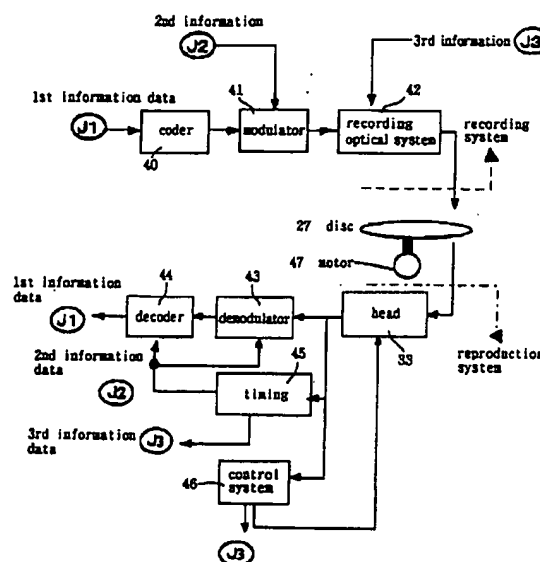 2nd information
J2
3rd information J3
1st information data
41
42
J1
coder
modulator
recording
optical system
recording
system
40
27 disc
47 motor
1st information
data
44
43
J1
decoder
demodulator
head
33
reproduction
system
2nd information
data
45
J2
timing
3rd information
data
J3
control
system
46
J3